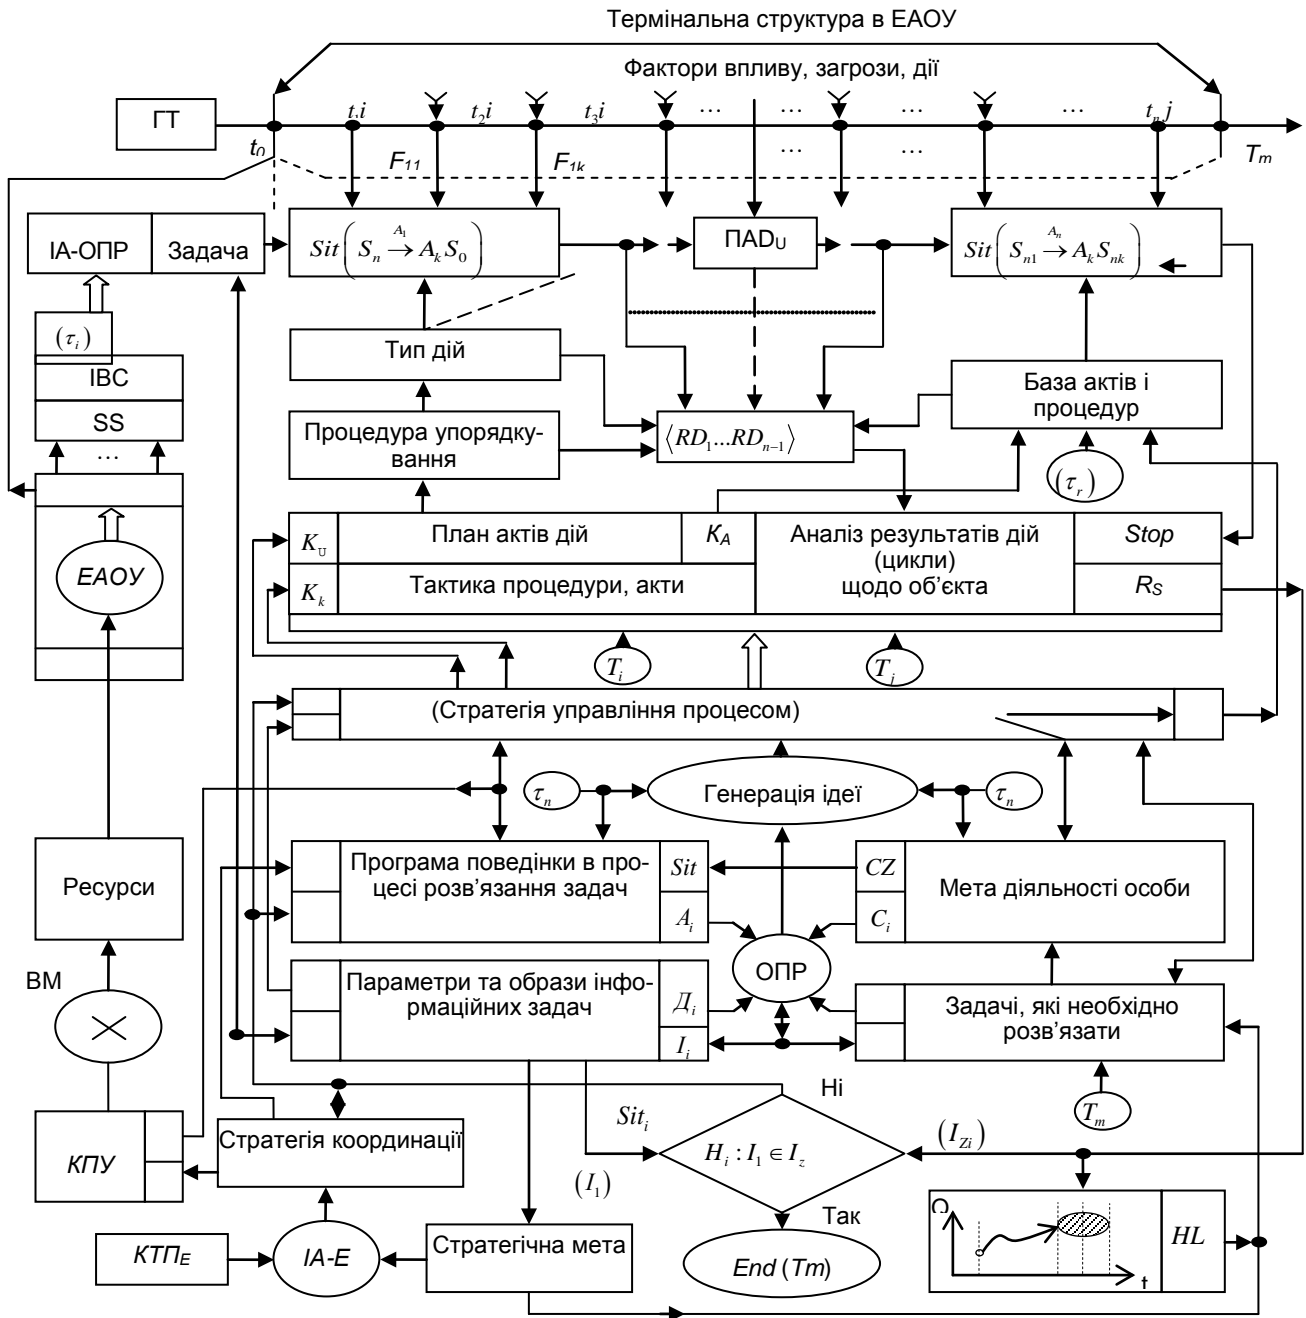 Термінальна структура в ЕАОУ
Фактори впливу, загрози, дії
ГТ
t₁i
t₂i
t₃i
...
...
...
...
...
...
tₙj
t₀
F₁₁
F₁ₖ
Tₘ
ІА-ОПР
Задача
Sit(Sₙ →^{A₁} AₖS₀)
ПАDᵤ
Sit(Sₙ₁ →^{Aₙ} AₖSₙₖ)
(τᵢ)
ІВС
SS
...
Тип дій
База актів і
процедур
Процедура упорядку-
вання
⟨RD₁...RDₙ₋₁⟩
(τᵣ)
ЕАОУ
Kᵤ
План актів дій
K_A
Аналіз результатів дій
(цикли)
щодо об’єкта
Stop
Kₖ
Тактика процедури, акти
R_S
Tᵢ
Tⱼ
(Стратегія управління процесом)
τₙ
Генерація ідеї
τₙ
Ресурси
Програма поведінки в про-
цесі розв’язання задач
Sit
Aᵢ
CZ
Cᵢ
Мета діяльності особи
ОПР
ВМ
Параметри та образи інфо-
рмаційних задач
Дᵢ
Iᵢ
Задачі, які необхідно
розв’язати
Tₘ
КПУ
Стратегія координації
Sitᵢ
Ні
Hᵢ : I₁ ∈ I_z
(I_{Zi})
(I₁)
Так
КТП_Е
ІА-Е
Стратегічна мета
End (Tm)
Ω
t
HL